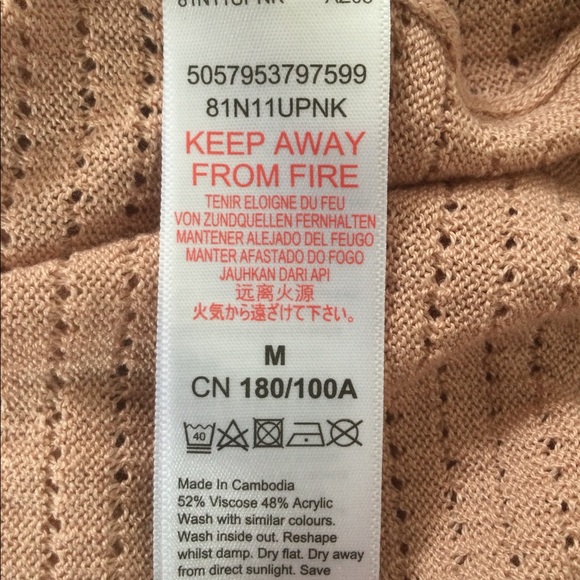 5057953797599
81N11UPNK
KEEP AWAY
FROM FIRE
TENIR ELOIGNE DU FEU
VON ZUNDQUELLEN FERNHALTEN
MANTENER ALEJADO DEL FEUGO
MANTER AFASTADO DO FOGO
JAUHKAN DARI API
远离火源
火気から遠ざけて下さい。
M
CN 180/100A
40
Made In Cambodia
52% Viscose 48% Acrylic
Wash with similar colours.
Wash inside out. Reshape
whilst damp. Dry flat. Dry away
from direct sunlight. Save